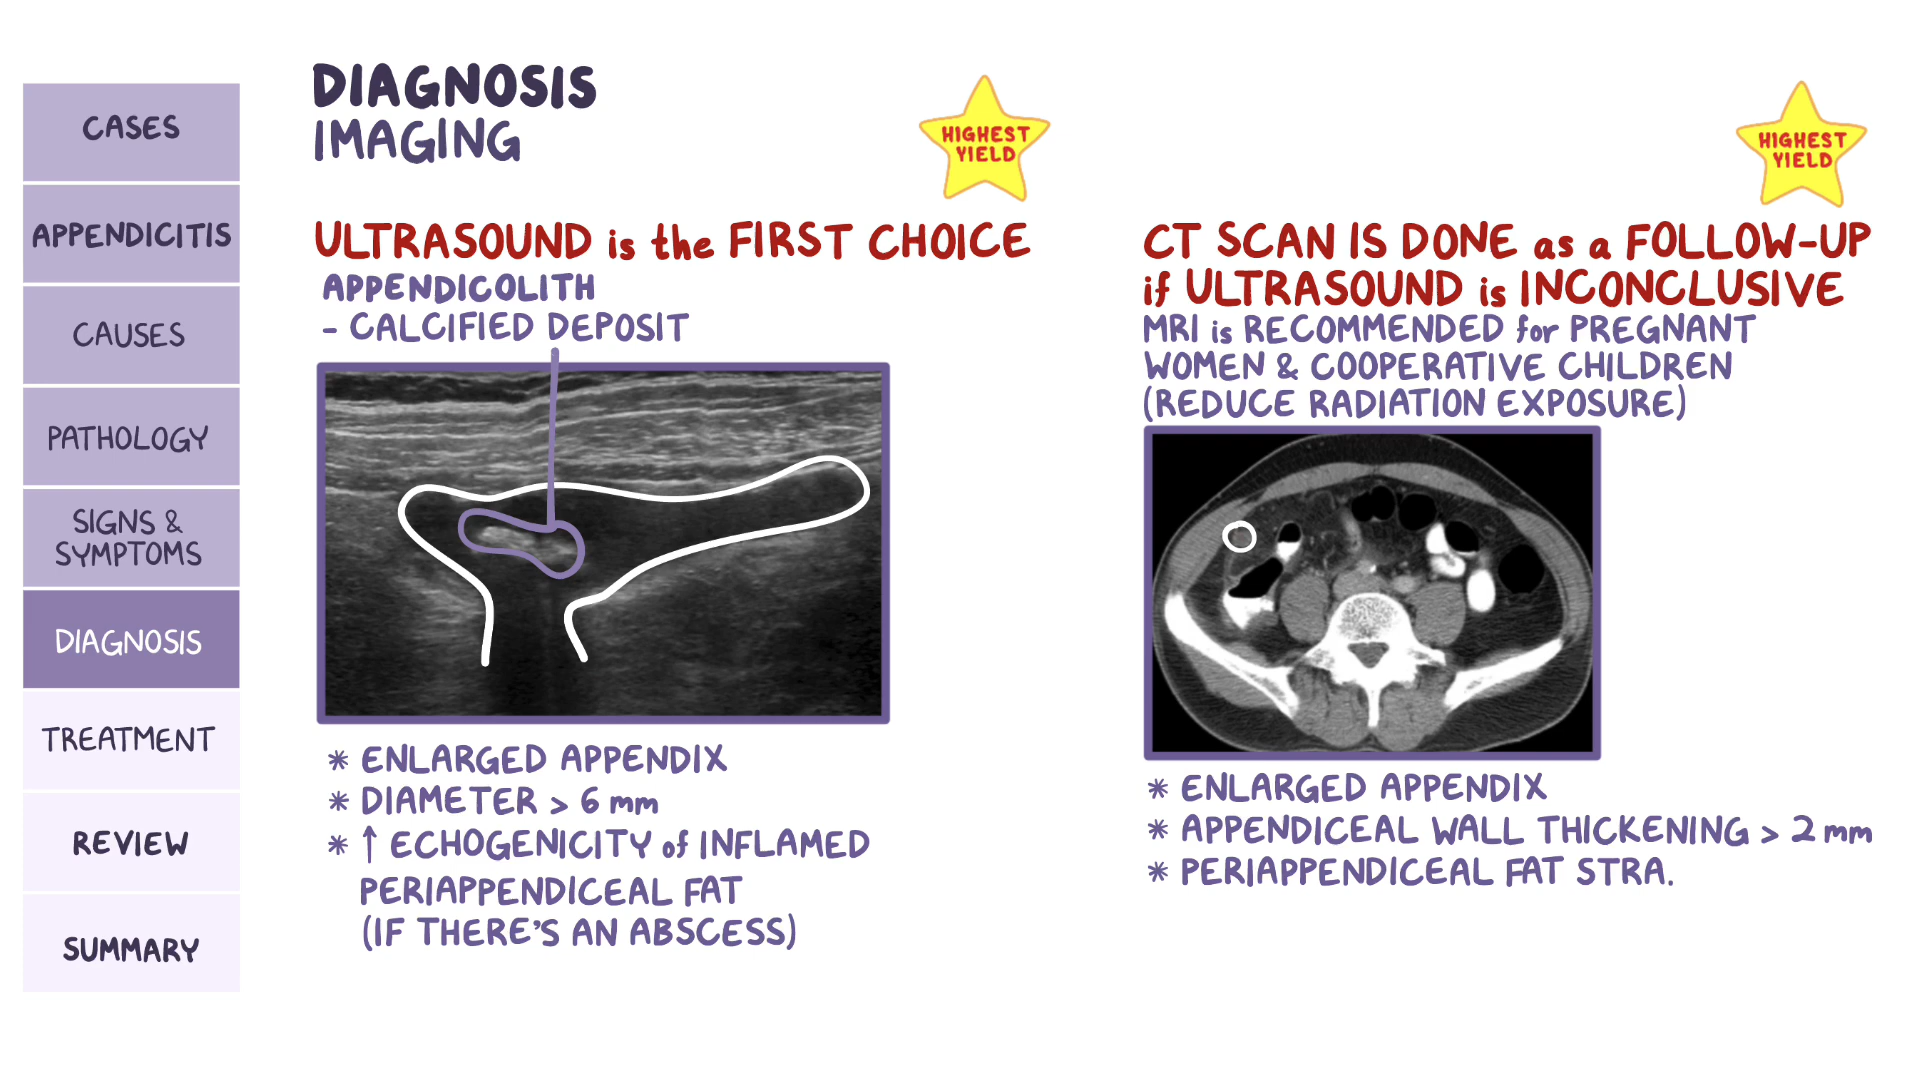 CASES
APPENDICITIS
CAUSES
PATHOLOGY
SIGNS &
SYMPTOMS
DIAGNOSIS
TREATMENT
REVIEW
SUMMARY
DIAGNOSIS
IMAGING
HIGHEST
YIELD
ULTRASOUND is the FIRST CHOICE
APPENDICOLITH
- CALCIFIED DEPOSIT
* ENLARGED APPENDIX
* DIAMETER > 6 mm
* ↑ ECHOGENICITY of INFLAMED
PERIAPPENDICEAL FAT
(IF THERE'S AN ABSCESS)
HIGHEST
YIELD
CT SCAN IS DONE as a FOLLOW-UP
if ULTRASOUND is INCONCLUSIVE
MRI is RECOMMENDED for PREGNANT
WOMEN & COOPERATIVE CHILDREN
(REDUCE RADIATION EXPOSURE)
* ENLARGED APPENDIX
* APPENDICEAL WALL THICKENING > 2 mm
* PERIAPPENDICEAL FAT STRA.